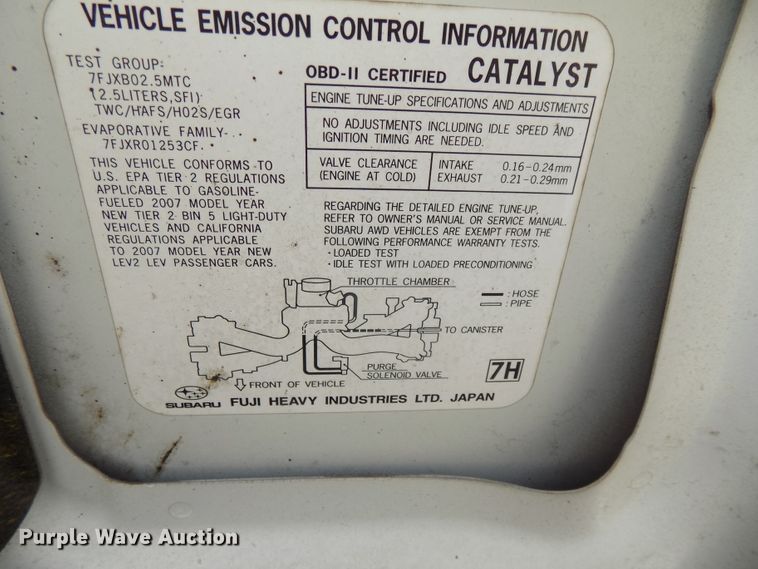 VEHICLE EMISSION CONTROL INFORMATION
TEST GROUP:
7FJXB02.5MTC
(2.5LITERS,SFI)
TWC/HAFS/HO2S/EGR
EVAPORATIVE FAMILY
7FJXR01253CF
THIS VEHICLE CONFORMS TO
U.S. EPA TIER 2 REGULATIONS
APPLICABLE TO GASOLINE-
FUELED 2007 MODEL YEAR
NEW TIER 2 BIN 5 LIGHT-DUTY
VEHICLES AND CALIFORNIA
REGULATIONS APPLICABLE
TO 2007 MODEL YEAR NEW
LEV2 LEV PASSENGER CARS.
OBD-II CERTIFIED CATALYST
ENGINE TUNE-UP SPECIFICATIONS AND ADJUSTMENTS
NO ADJUSTMENTS INCLUDING IDLE SPEED AND
IGNITION TIMING ARE NEEDED.
VALVE CLEARANCE
(ENGINE AT COLD)
INTAKE 0.16-0.24mm
EXHAUST 0.21-0.29mm
REGARDING THE DETAILED ENGINE TUNE-UP,
REFER TO OWNER'S MANUAL OR SERVICE MANUAL.
SUBARU AWD VEHICLES ARE EXEMPT FROM THE
FOLLOWING PERFORMANCE WARRANTY TESTS.
· LOADED TEST
· IDLE TEST WITH LOADED PRECONDITIONING
THROTTLE CHAMBER
: HOSE
: PIPE
TO CANISTER
PURGE
SOLENOID VALVE
FRONT OF VEHICLE
7H
SUBARU FUJI HEAVY INDUSTRIES LTD. JAPAN
Purple Wave Auction